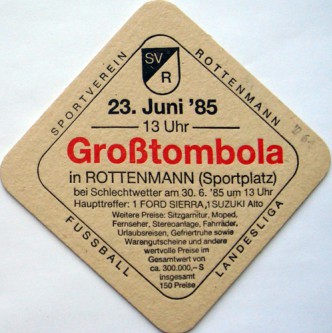 SPORTVEREIN ROTTENMANN
SV
R
23. Juni '85
13 Uhr
Großtombola
in ROTTENMANN (Sportplatz)
bei Schlechtwetter am 30. 6. '85 um 13 Uhr
Haupttreffer: 1 FORD SIERRA, 1 SUZUKI Alto
Weitere Preise: Sitzgarnitur, Moped,
Fernseher, Stereoanlage, Fahrräder,
Urlaubsreisen, Gefriertruhe sowie
Warengutscheine und andere
wertvolle Preise im
Gesamtwert von
ca. 300.000,– S
insgesamt
150 Preise
FUSSBALL LANDESLIGA